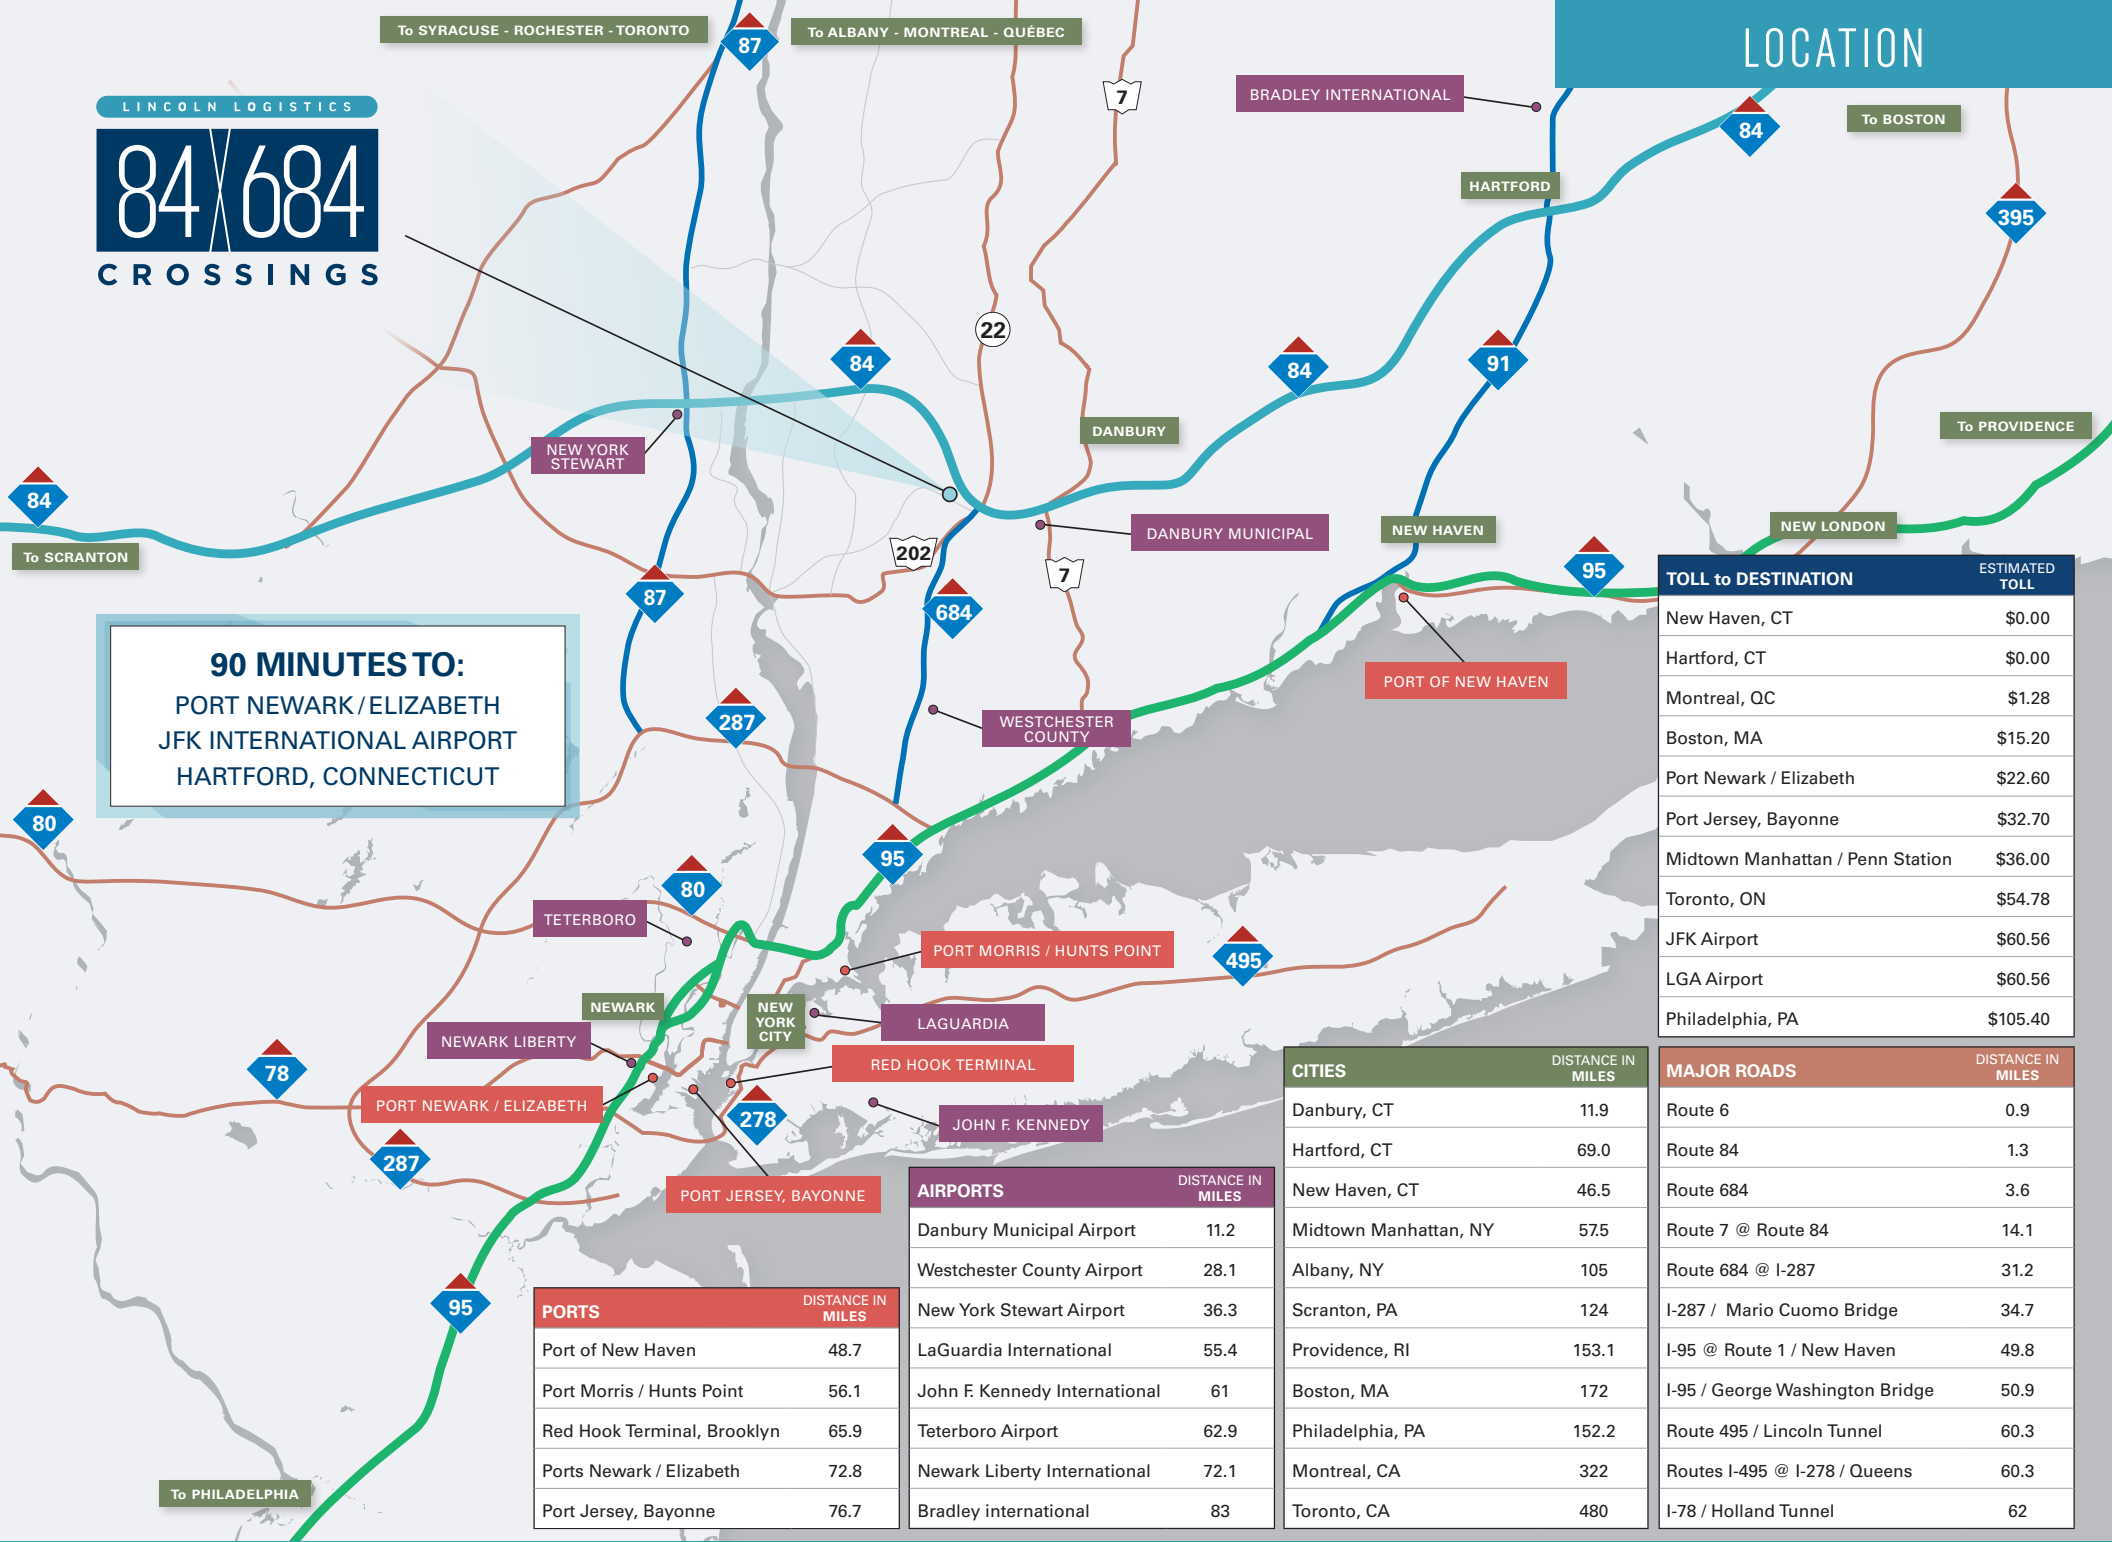 To SYRACUSE - ROCHESTER - TORONTO
87
To ALBANY - MONTREAL - QUÉBEC
LOCATION
LINCOLN LOGISTICS
84 X 684
CROSSINGS
7
BRADLEY INTERNATIONAL
84
To BOSTON
HARTFORD
395
22
84
84
91
NEW YORK
STEWART
DANBURY
To PROVIDENCE
84
To SCRANTON
202
DANBURY MUNICIPAL
NEW HAVEN
NEW LONDON
87
684
7
95
90 MINUTES TO:
PORT NEWARK / ELIZABETH
JFK INTERNATIONAL AIRPORT
HARTFORD, CONNECTICUT
PORT OF NEW HAVEN
287
WESTCHESTER
COUNTY
80
95
80
TETERBORO
PORT MORRIS / HUNTS POINT
495
NEWARK
NEW
YORK
CITY
LAGUARDIA
NEWARK LIBERTY
RED HOOK TERMINAL
78
PORT NEWARK / ELIZABETH
278
JOHN F. KENNEDY
287
PORT JERSEY, BAYONNE
95
To PHILADELPHIA
TOLL to DESTINATION ESTIMATED
TOLL
New Haven, CT $0.00
Hartford, CT $0.00
Montreal, QC $1.28
Boston, MA $15.20
Port Newark / Elizabeth $22.60
Port Jersey, Bayonne $32.70
Midtown Manhattan / Penn Station $36.00
Toronto, ON $54.78
JFK Airport $60.56
LGA Airport $60.56
Philadelphia, PA $105.40
PORTS DISTANCE IN
MILES
Port of New Haven 48.7
Port Morris / Hunts Point 56.1
Red Hook Terminal, Brooklyn 65.9
Ports Newark / Elizabeth 72.8
Port Jersey, Bayonne 76.7
AIRPORTS DISTANCE IN
MILES
Danbury Municipal Airport 11.2
Westchester County Airport 28.1
New York Stewart Airport 36.3
LaGuardia International 55.4
John F. Kennedy International 61
Teterboro Airport 62.9
Newark Liberty International 72.1
Bradley international 83
CITIES DISTANCE IN
MILES
Danbury, CT 11.9
Hartford, CT 69.0
New Haven, CT 46.5
Midtown Manhattan, NY 57.5
Albany, NY 105
Scranton, PA 124
Providence, RI 153.1
Boston, MA 172
Philadelphia, PA 152.2
Montreal, CA 322
Toronto, CA 480
MAJOR ROADS DISTANCE IN
MILES
Route 6 0.9
Route 84 1.3
Route 684 3.6
Route 7 @ Route 84 14.1
Route 684 @ I-287 31.2
I-287 / Mario Cuomo Bridge 34.7
I-95 @ Route 1 / New Haven 49.8
I-95 / George Washington Bridge 50.9
Route 495 / Lincoln Tunnel 60.3
Routes I-495 @ I-278 / Queens 60.3
I-78 / Holland Tunnel 62